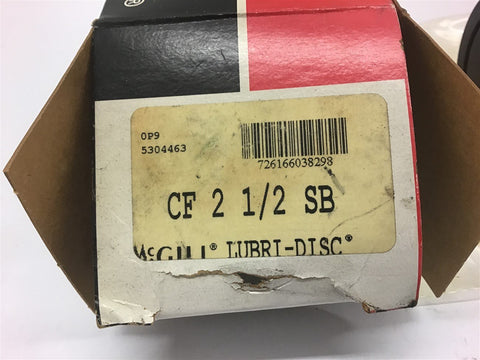 ®
OP9
5304463
726166038298
CF 2 1/2 SB
McGILL® LUBRI-DISC®